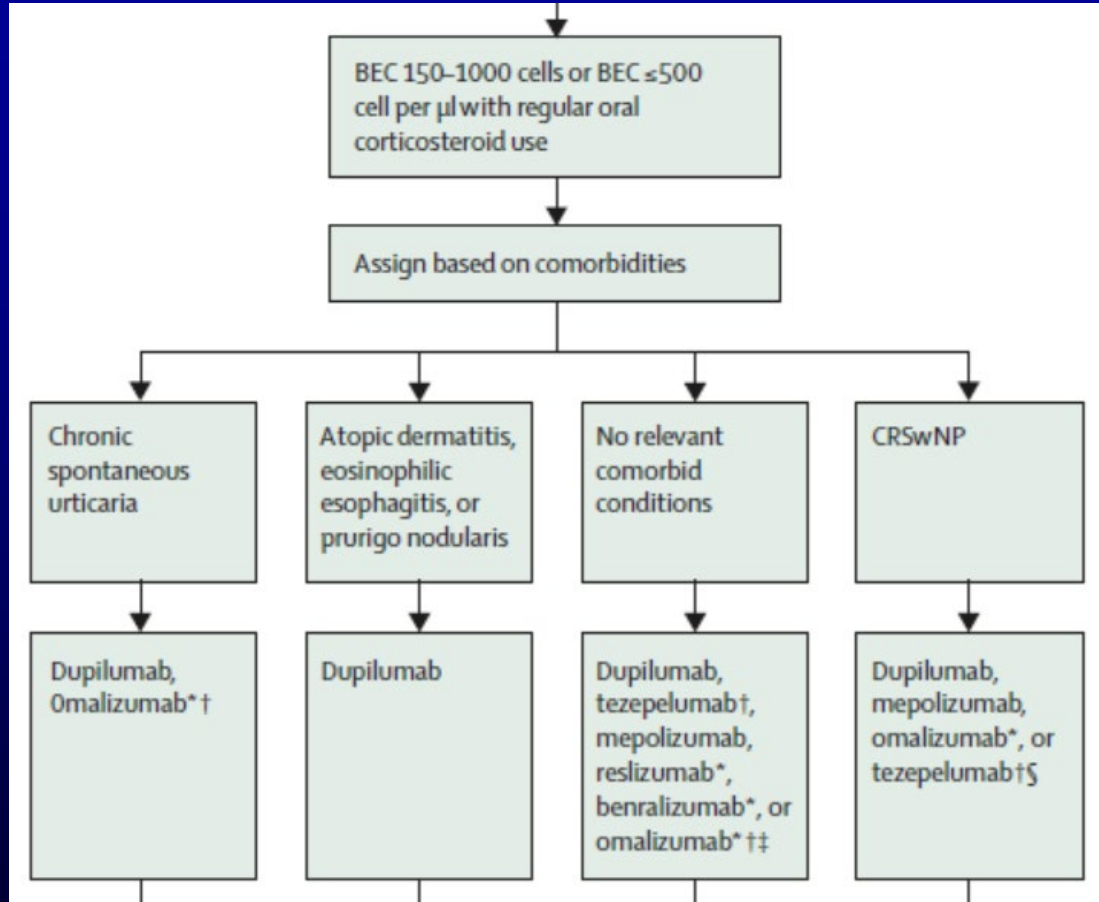 BEC 150–1000 cells or BEC ≤500
cell per µl with regular oral
corticosteroid use
Assign based on comorbidities
Chronic
spontaneous
urticaria
Atopic dermatitis,
eosinophilic
esophagitis, or
prurigo nodularis
No relevant
comorbid
conditions
CRSwNP
Dupilumab,
0malizumab*†
Dupilumab
Dupilumab,
tezepelumab†,
mepolizumab,
reslizumab*,
benralizumab*, or
omalizumab*†‡
Dupilumab,
mepolizumab,
omalizumab*, or
tezepelumab†§